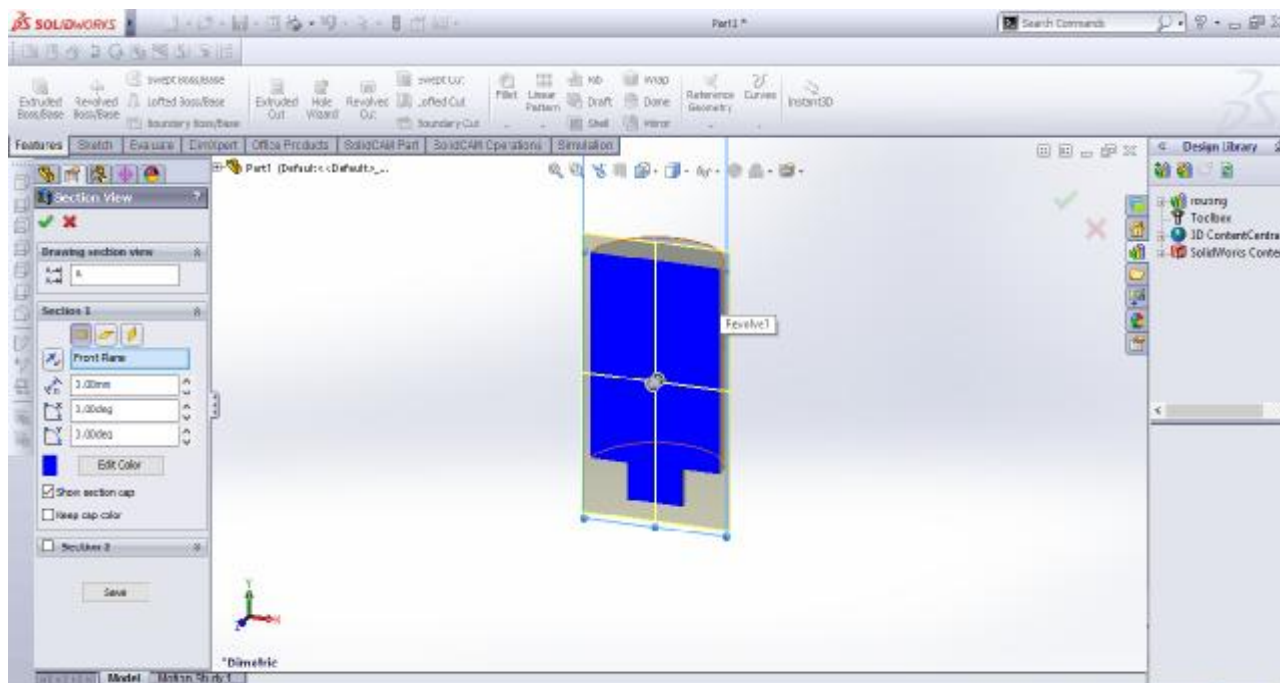 SOLIDWORKS
Part1 *
Search Commands
Swept Boss/Base
Lofted Boss/Base
Boundary Boss/Base
Extruded Boss/Base
Revolved Boss/Base
Extruded Cut
Hole Wizard
Revolved Cut
Swept Cut
Lofted Cut
Boundary Cut
Fillet
Linear Pattern
Rib
Draft
Shell
Wrap
Dome
Mirror
Reference Geometry
Curves
Instant3D
Features
Sketch
Evaluate
DimXpert
Office Products
SolidCAM Part
SolidCAM Operations
Simulation
Part1 (Default<<Default>_...
Design Library
routing
Toolbox
3D ContentCentra
SolidWorks Conte
Section View
?
Drawing section view
A
Section 1
Front Plane
Edit Color
Show section cap
Keep cap color
Section 2
Save
Revolve1
Y
*Dimetric
Model
Motion Study 1